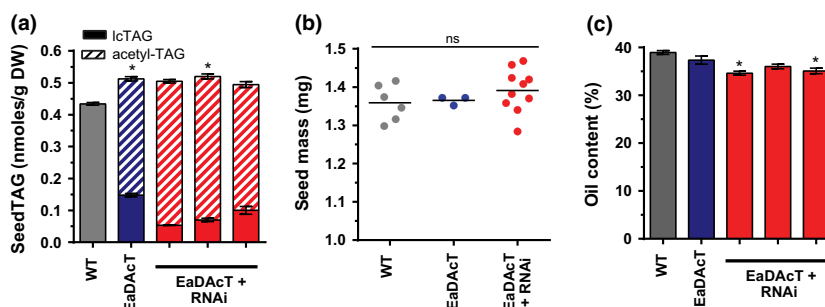 (a)
lcTAG
acetyl-TAG
SeedTAG (nmoles/g DW)
0.6
0.5
0.4
0.3
0.2
0.1
0.0
*
*
WT
EaDAcT
EaDAcT +
RNAi
(b)
ns
Seed mass (mg)
1.5
1.4
1.3
1.2
1.1
1.0
WT
EaDAcT
EaDAcT
+ RNAi
(c)
Oil content (%)
40
30
20
10
0
*
*
WT
EaDAcT
EaDAcT +
RNAi